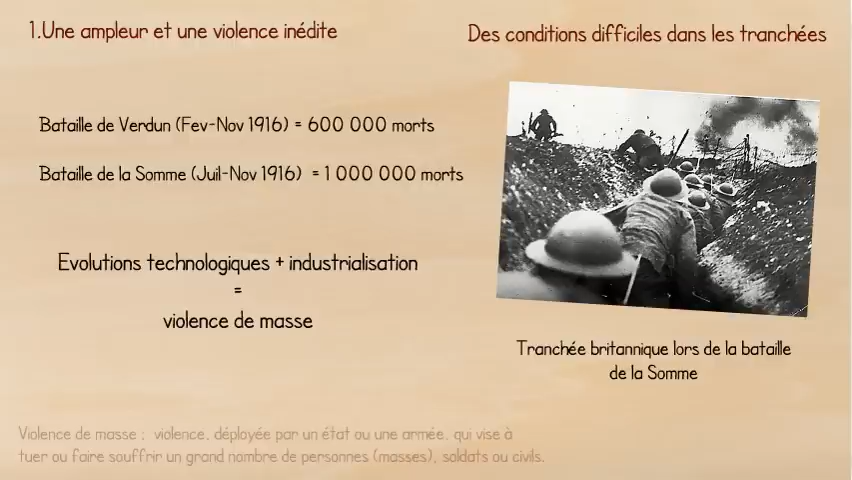 1.Une ampleur et une violence inédite
Bataille de Verdun (Fev-Nov 1916) = 600 000 morts
Bataille de la Somme (Juil-Nov 1916) = 1 000 000 morts
Evolutions technologiques + industrialisation
=
violence de masse
Des conditions difficiles dans les tranchées
Tranchée britannique lors de la bataille
de la Somme
Violence de masse : violence, déployée par un état ou une armée, qui vise à
tuer ou faire souffrir un grand nombre de personnes (masses), soldats ou civils.